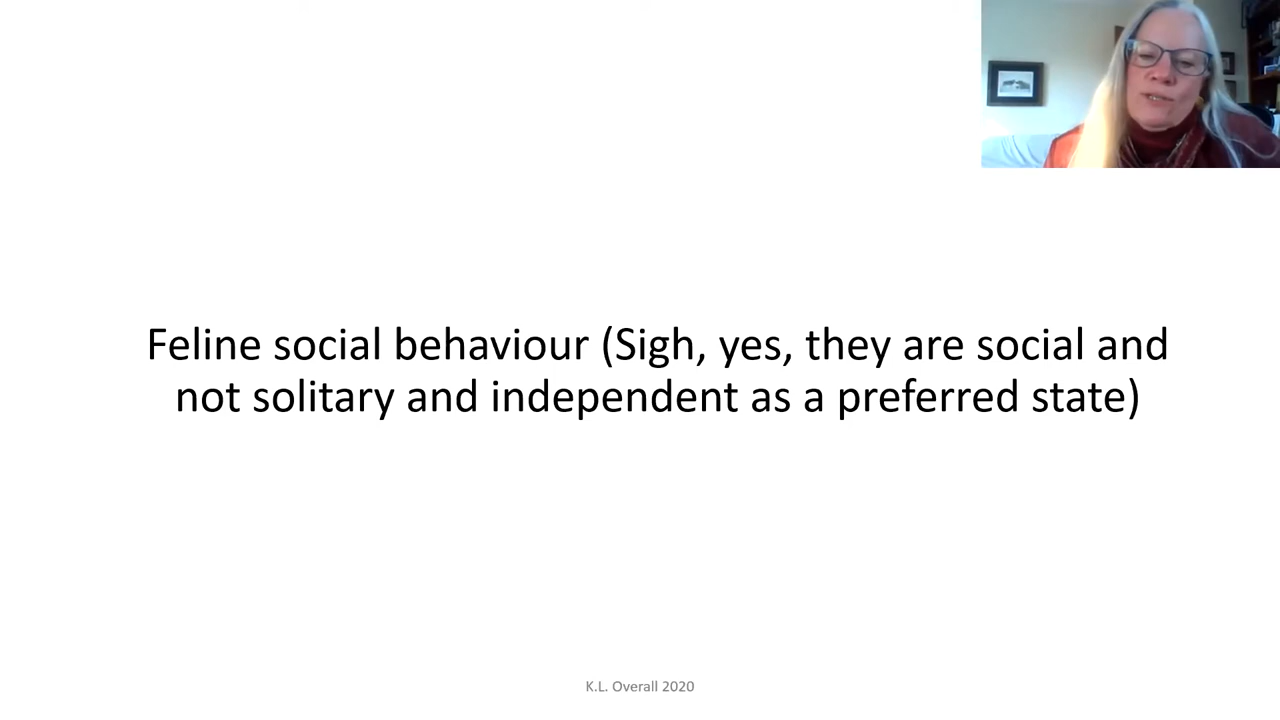 Feline social behaviour (Sigh, yes, they are social and
not solitary and independent as a preferred state)
K.L. Overall 2020